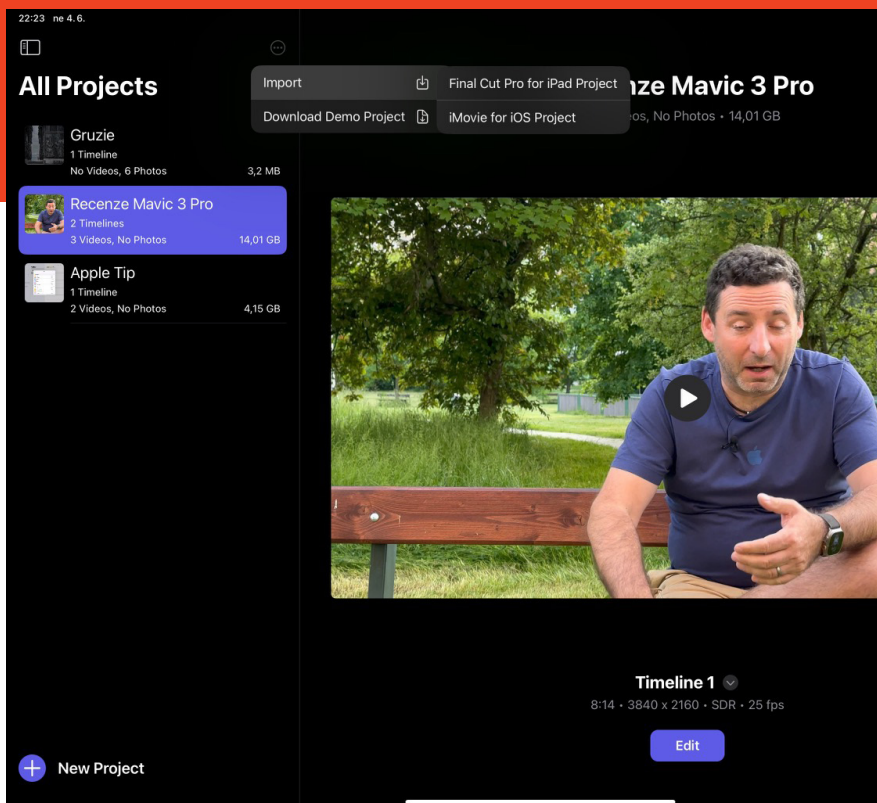 22:23 ne 4. 6.
All Projects
Gruzie
1 Timeline
No Videos, 6 Photos 3,2 MB
Recenze Mavic 3 Pro
2 Timelines
3 Videos, No Photos 14,01 GB
Apple Tip
1 Timeline
2 Videos, No Photos 4,15 GB
New Project
Import
Download Demo Project
Final Cut Pro for iPad Project
iMovie for iOS Project
Mavic 3 Pro
No Photos • 14,01 GB
Timeline 1
8:14 • 3840 x 2160 • SDR • 25 fps
Edit